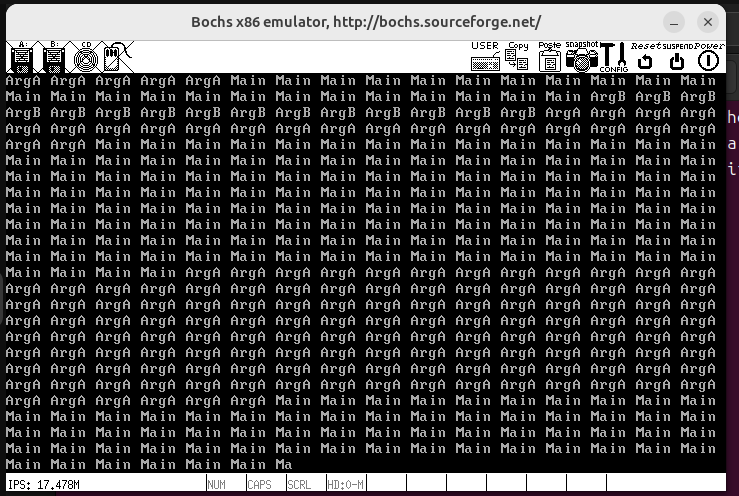 Bochs x86 emulator, http://bochs.sourceforge.net/
A: B: CD USER Copy Paste snapshot CONFIG Reset SUSPEND Power
ArgA ArgA ArgA ArgA ArgA Main Main Main Main Main Main Main Main Main Main Main
Main Main Main Main Main Main Main Main Main Main Main Main Main ArgB ArgB ArgB
ArgB ArgB ArgB ArgB ArgB ArgB ArgB ArgB ArgB ArgB ArgB ArgB ArgA ArgA ArgA ArgA
ArgA ArgA ArgA ArgA ArgA ArgA ArgA ArgA ArgA ArgA ArgA ArgA ArgA ArgA ArgA ArgA
ArgA ArgA Main Main Main Main Main Main Main Main Main Main Main Main Main Main
Main Main Main Main Main Main Main Main Main Main Main Main Main Main Main Main
Main Main Main Main Main Main Main Main Main Main Main Main Main Main Main Main
Main Main Main Main Main Main Main Main Main Main Main Main Main Main Main Main
Main Main Main Main Main Main Main Main Main Main Main Main Main Main Main Main
Main Main Main Main Main Main Main Main Main Main Main Main Main Main Main Main
Main Main Main Main Main Main Main Main Main Main Main Main Main Main Main Main
Main Main Main Main Main Main Main Main Main Main Main Main Main Main Main Main
Main Main Main Main ArgA ArgA ArgA ArgA ArgA ArgA ArgA ArgA ArgA ArgA ArgA ArgA
ArgA ArgA ArgA ArgA ArgA ArgA ArgA ArgA ArgA ArgA ArgA ArgA ArgA ArgA ArgA ArgA
ArgA ArgA ArgA ArgA ArgA ArgA ArgA ArgA ArgA ArgA ArgA ArgA ArgA ArgA ArgA ArgA
ArgA ArgA ArgA ArgA ArgA ArgA ArgA ArgA ArgA ArgA ArgA ArgA ArgA ArgA ArgA ArgA
ArgA ArgA ArgA ArgA ArgA ArgA ArgA ArgA ArgA ArgA ArgA ArgA ArgA ArgA ArgA ArgA
ArgA ArgA ArgA ArgA ArgA ArgA ArgA ArgA ArgA ArgA ArgA ArgA ArgA ArgA ArgA ArgA
ArgA ArgA ArgA ArgA ArgA ArgA ArgA ArgA ArgA ArgA ArgA ArgA ArgA ArgA ArgA ArgA
ArgA ArgA ArgA ArgA ArgA ArgA ArgA ArgA ArgA ArgA ArgA ArgA ArgA ArgA ArgA ArgA
ArgA ArgA ArgA ArgA ArgA ArgA Main Main Main Main Main Main Main Main Main Main
Main Main Main Main Main Main Main Main Main Main Main Main Main Main Main Main
Main Main Main Main Main Main Main Main Main Main Main Main Main Main Main Main
Main Main Main Main Main Main Main Main Main Main Main Main Main Main Main Main
Main Main Main Main Main Main Ma
IPS: 17.478M NUM CAPS SCRL HD:0-M